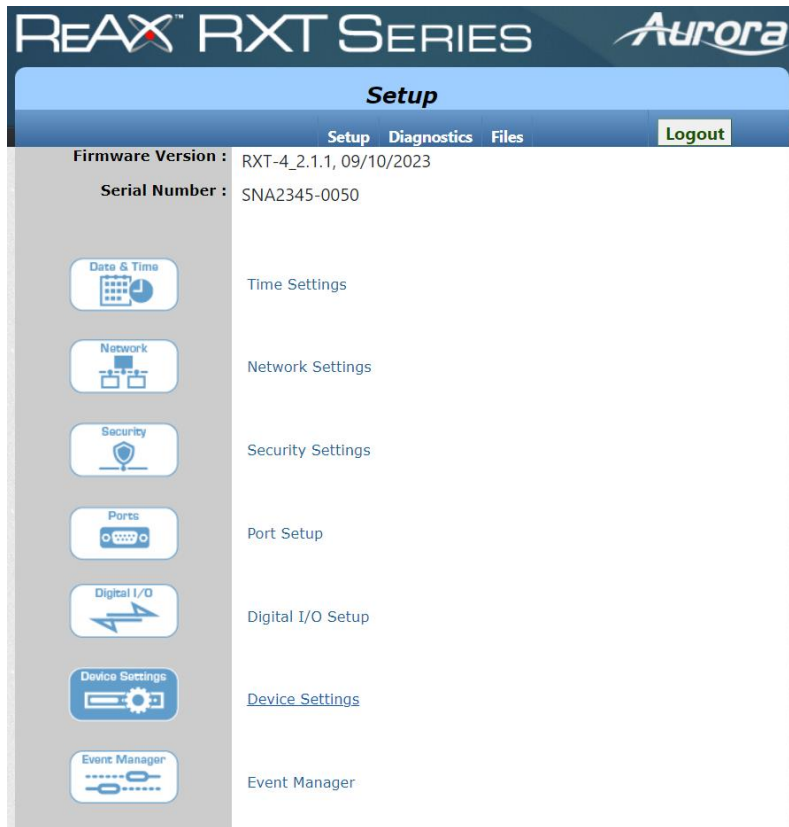 REAX™ RXT SERIES Aurora
Setup
Setup Diagnostics Files Logout
Firmware Version : RXT-4_2.1.1, 09/10/2023
Serial Number : SNA2345-0050
Date & Time
Time Settings
Network
Network Settings
Security
Security Settings
Ports
Port Setup
Digital I/O
Digital I/O Setup
Device Settings
Device Settings
Event Manager
Event Manager